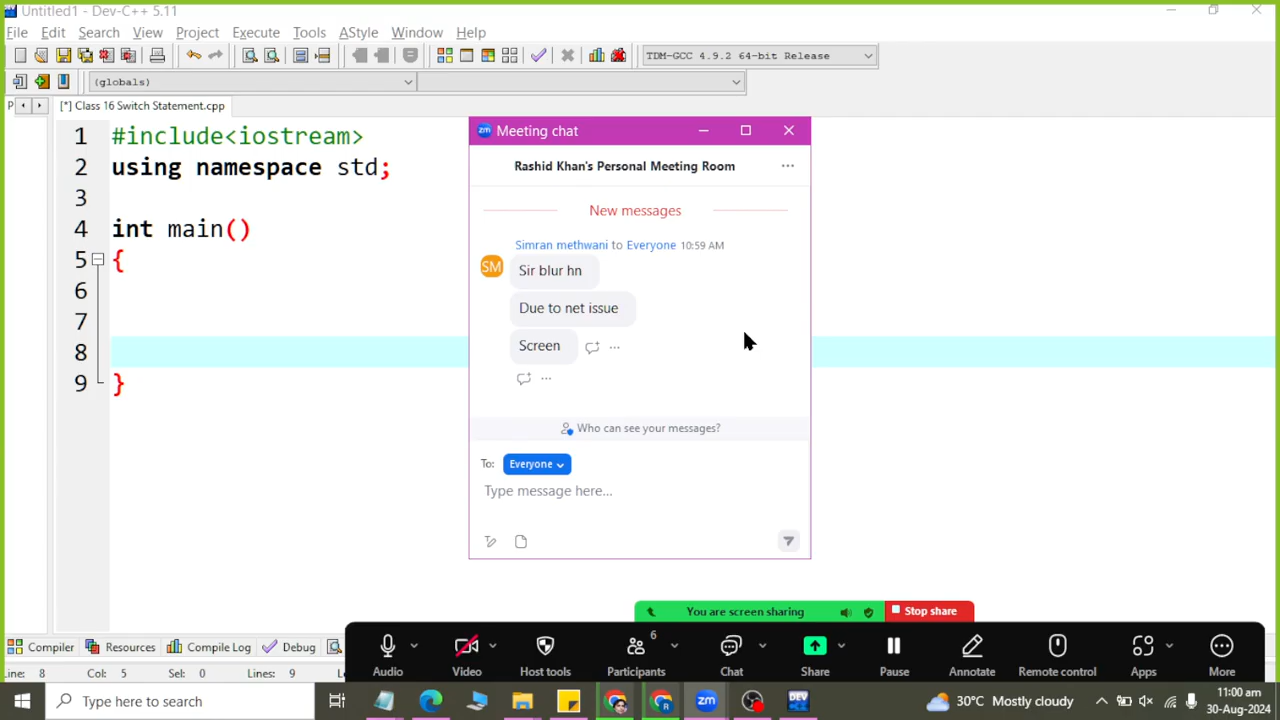 Untitled1 - Dev-C++ 5.11
File Edit Search View Project Execute Tools AStyle Window Help
TDM-GCC 4.9.2 64-bit Release
(globals)
P
[*] Class 16 Switch Statement.cpp
1 #include<iostream>
2 using namespace std;
3
4 int main()
5 {
6
7
8
9 }
zm Meeting chat
Rashid Khan's Personal Meeting Room
New messages
Simran methwani to Everyone 10:59 AM
SM
Sir blur hn
Due to net issue
Screen
Who can see your messages?
To: Everyone
Type message here...
You are screen sharing
Stop share
Compiler Resources Compile Log Debug
Line: 8 Col: 5 Sel: 0 Lines: 9
6
Audio Video Host tools Participants Chat Share Pause Annotate Remote control Apps More
Type here to search
zm
DEV
30°C Mostly cloudy
11:00 am
30-Aug-2024